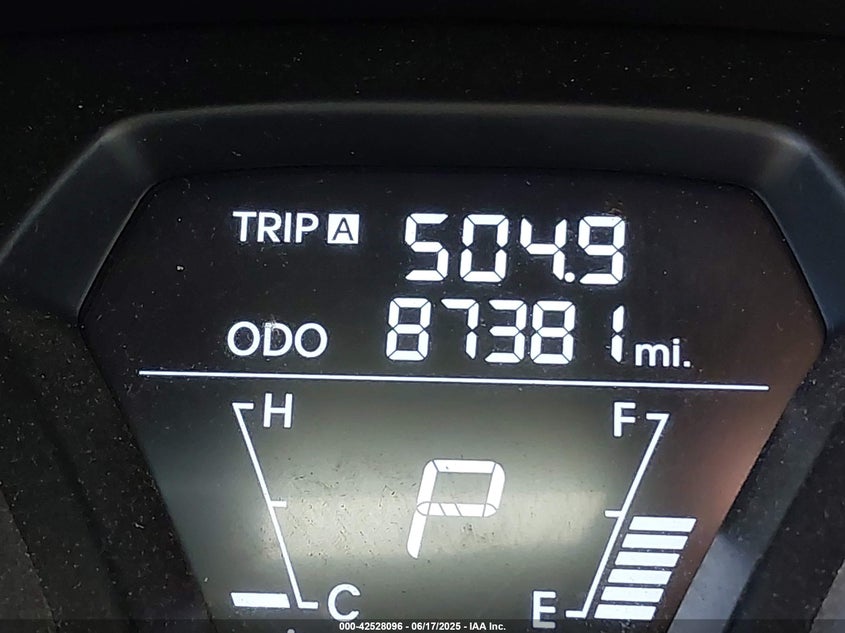 TRIP A 504.9
ODO 87381 mi.
H F
P
C E
000-42528096 - 06/17/2025 - IAA Inc.